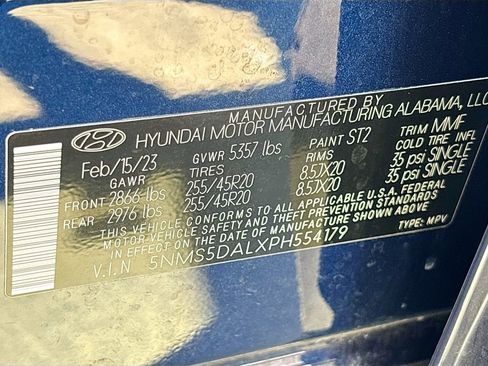 MANUFACTURED BY
HYUNDAI MOTOR MANUFACTURING ALABAMA, LLC
Feb/15/23 GVWR 5357 lbs PAINT ST2 TRIM MMF
GAWR TIRES RIMS COLD TIRE INFL
FRONT 2866 lbs 255/45R20 8.5JX20 35 psi SINGLE
REAR 2976 lbs 255/45R20 8.5JX20 35 psi SINGLE
THIS VEHICLE CONFORMS TO ALL APPLICABLE U.S.A. FEDERAL
MOTOR VEHICLE SAFETY AND BUMPER STANDARDS IN EFFECT
ON THE DATE OF MANUFACTURE SHOWN ABOVE.
V.I.N 5NMS5DALXPH554179 TYPE: MPV